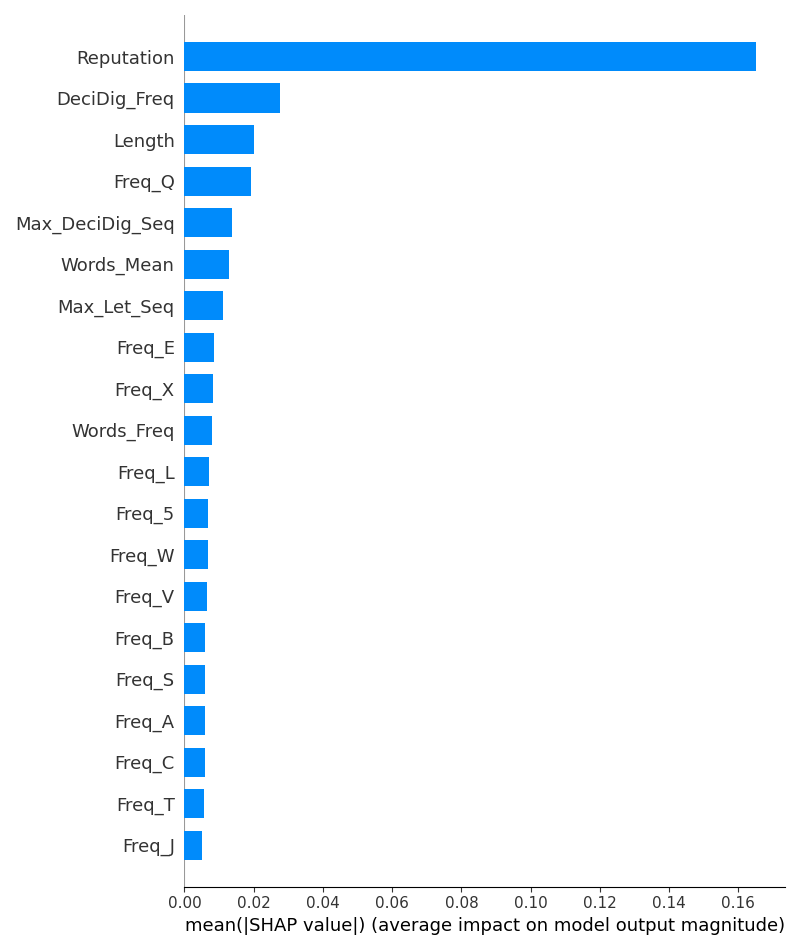 Reputation
DeciDig_Freq
Length
Freq_Q
Max_DeciDig_Seq
Words_Mean
Max_Let_Seq
Freq_E
Freq_X
Words_Freq
Freq_L
Freq_5
Freq_W
Freq_V
Freq_B
Freq_S
Freq_A
Freq_C
Freq_T
Freq_J
0.00 0.02 0.04 0.06 0.08 0.10 0.12 0.14 0.16
mean(|SHAP value|) (average impact on model output magnitude)